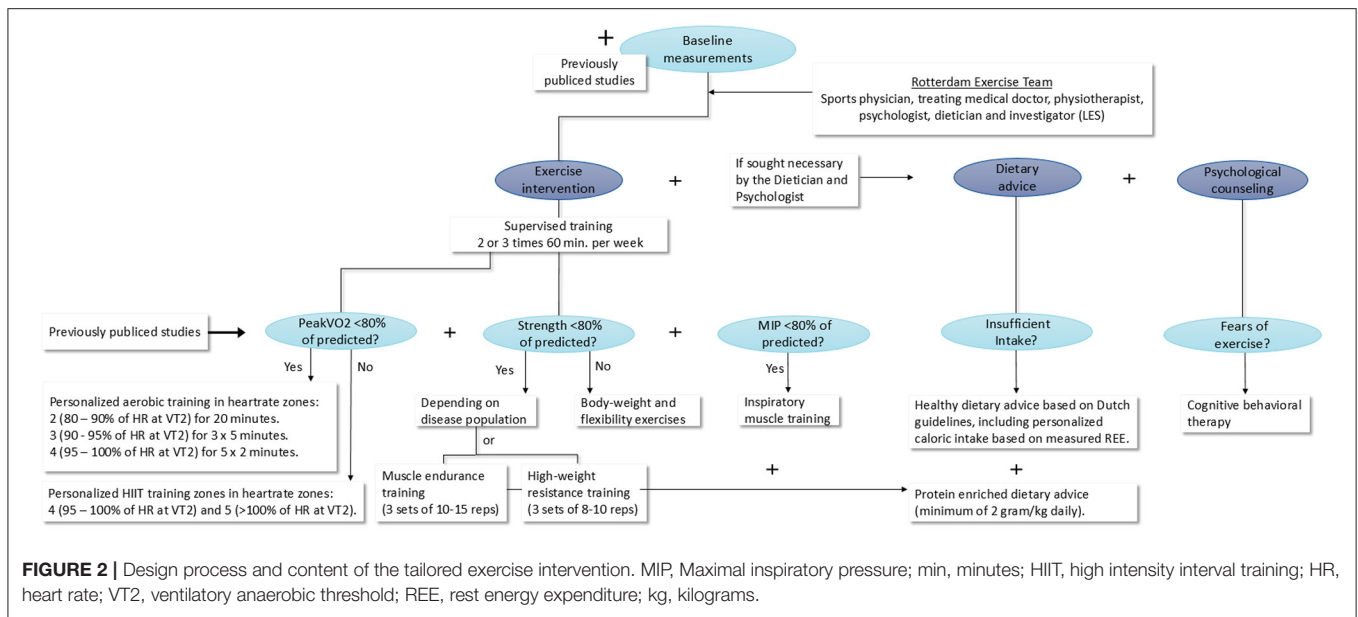 +
Baseline
measurements
Previously
publiced studies
Rotterdam Exercise Team
Sports physician, treating medical doctor, physiotherapist,
psychologist, dietician and investigator (LES)
Exercise
intervention
+
If sought necessary
by the Dietician and
Psychologist
Dietary
advice
+
Psychological
counseling
Supervised training
2 or 3 times 60 min. per week
Previously publiced studies
PeakVO2 <80%
of predicted?
+
Strength <80%
of predicted?
+
MIP <80% of
predicted?
Insufficient
Intake?
Fears of
exercise?
Yes
No
Yes
No
Yes
Personalized aerobic training in heartrate zones:
2 (80 – 90% of HR at VT2) for 20 minutes.
3 (90 - 95% of HR at VT2) for 3 x 5 minutes.
4 (95 – 100% of HR at VT2) for 5 x 2 minutes.
Depending on
disease population
Body-weight and
flexibility exercises
Inspiratory
muscle training
Healthy dietary advice based on Dutch
guidelines, including personalized
caloric intake based on measured REE.
Cognitive behavioral
therapy
or
Personalized HIIT training zones in heartrate zones:
4 (95 – 100% of HR at VT2) and 5 (>100% of HR at VT2).
Muscle endurance
training
(3 sets of 10-15 reps)
High-weight
resistance training
(3 sets of 8-10 reps)
+
+
Protein enriched dietary advice
(minimum of 2 gram/kg daily).
FIGURE 2 | Design process and content of the tailored exercise intervention. MIP, Maximal inspiratory pressure; min, minutes; HIIT, high intensity interval training; HR,
heart rate; VT2, ventilatory anaerobic threshold; REE, rest energy expenditure; kg, kilograms.